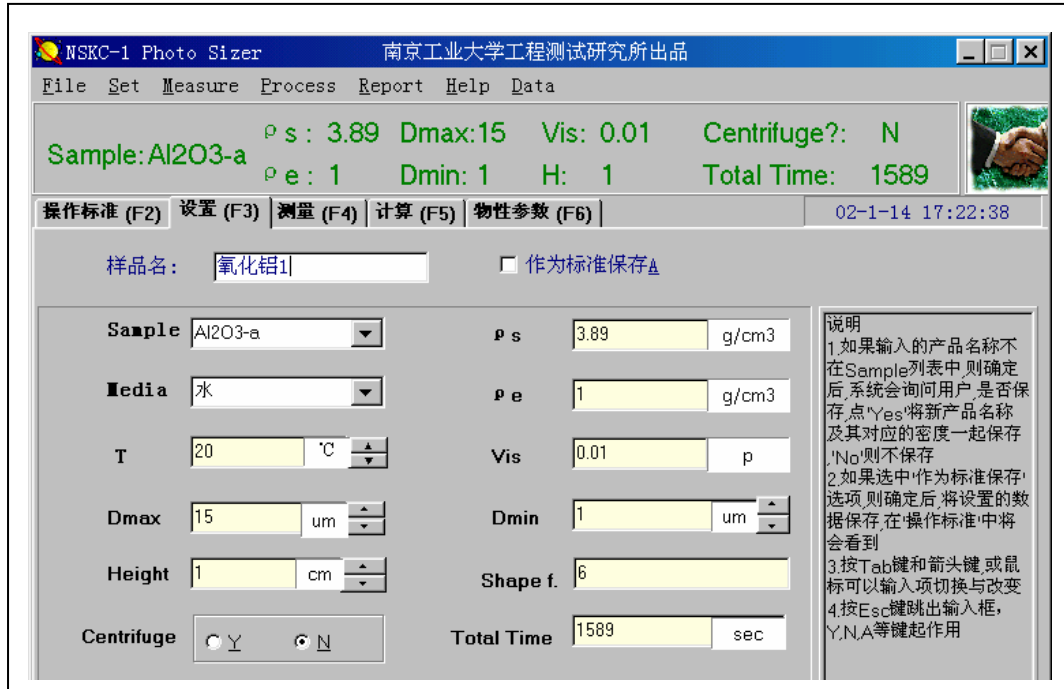 NSKC-1 Photo Sizer 南京工业大学工程测试研究所出品
File Set Measure Process Report Help Data
Sample:Al2O3-a
ρs: 3.89 Dmax:15 Vis: 0.01 Centrifuge?: N
ρe: 1 Dmin: 1 H: 1 Total Time: 1589
操作标准 (F2) 设置 (F3) 测量 (F4) 计算 (F5) 物性参数 (F6) 02-1-14 17:22:38
样品名: 氧化铝1 作为标准保存A
Sample Al2O3-a ρs 3.89 g/cm3
Media 水 ρe 1 g/cm3
T 20 ℃ Vis 0.01 p
Dmax 15 um Dmin 1 um
Height 1 cm Shape f. 6
Centrifuge Y N Total Time 1589 sec
说明
1,如果输入的产品名称不
在Sample列表中,则确定
后,系统会询问用户,是否保
存,点'Yes'将新产品名称
及其对应的密度一起保存
,'No'则不保存
2,如果选中'作为标准保存'
选项,则确定后,将设置的数
据保存,在'操作标准'中将
会看到
3.按Tab键和箭头键,或鼠
标可以输入项切换与改变
4.按Esc键跳出输入框,
Y,N,A等键起作用